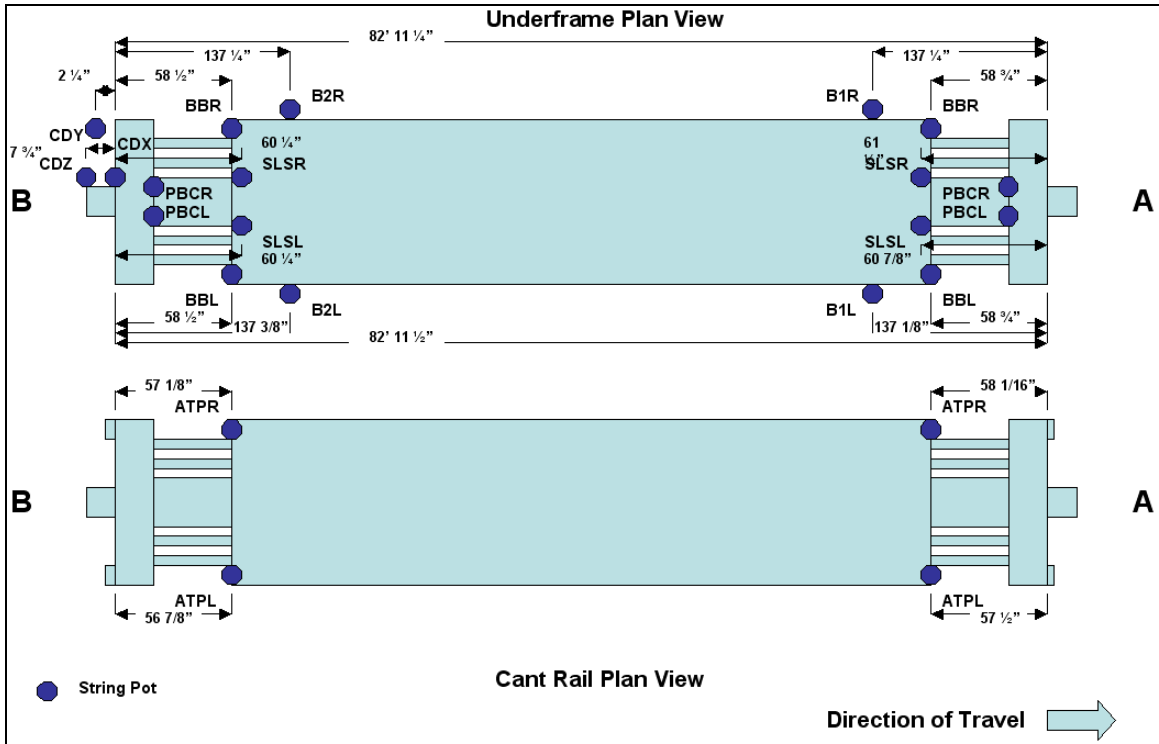 Underframe Plan View
82' 11 ¼"
137 ¼"
137 ¼"
2 ¼"
58 ½"
58 ¾"
B2R
B1R
BBR
BBR
CDY
CDX
60 ¼"
61
7 ¾"
CDZ
SLSR
SLSR
B
PBCR
PBCL
PBCR
PBCL
A
SLSL
60 ¼"
SLSL
60 7/8"
BBL
B2L
B1L
BBL
58 ½"
137 3/8"
137 1/8"
58 ¾"
82' 11 ½"
57 1/8"
58 1/16"
ATPR
ATPR
B
A
ATPL
ATPL
56 7/8"
57 ½"
String Pot
Cant Rail Plan View
Direction of Travel